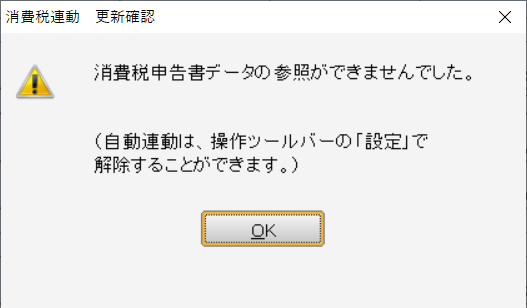 消費税連動　更新確認
消費税申告書データの参照ができませんでした。
（自動連動は、操作ツールバーの「設定」で
解除することができます。）
OK